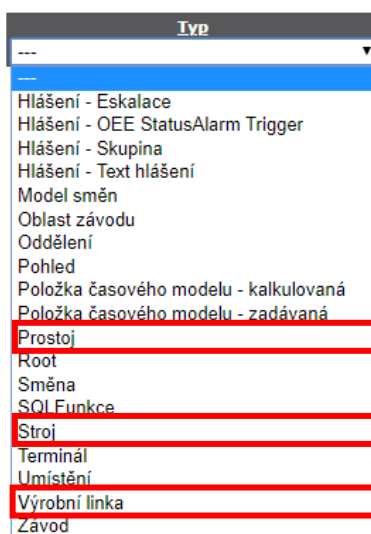 Typ
---
---
Hlášení - Eskalace
Hlášení - OEE StatusAlarm Trigger
Hlášení - Skupina
Hlášení - Text hlášení
Model směn
Oblast závodu
Oddělení
Pohled
Položka časového modelu - kalkulovaná
Položka časového modelu - zadávaná
Prostoj
Root
Směna
SQLFunkce
Stroj
Terminál
Umístění
Výrobní linka
Závod